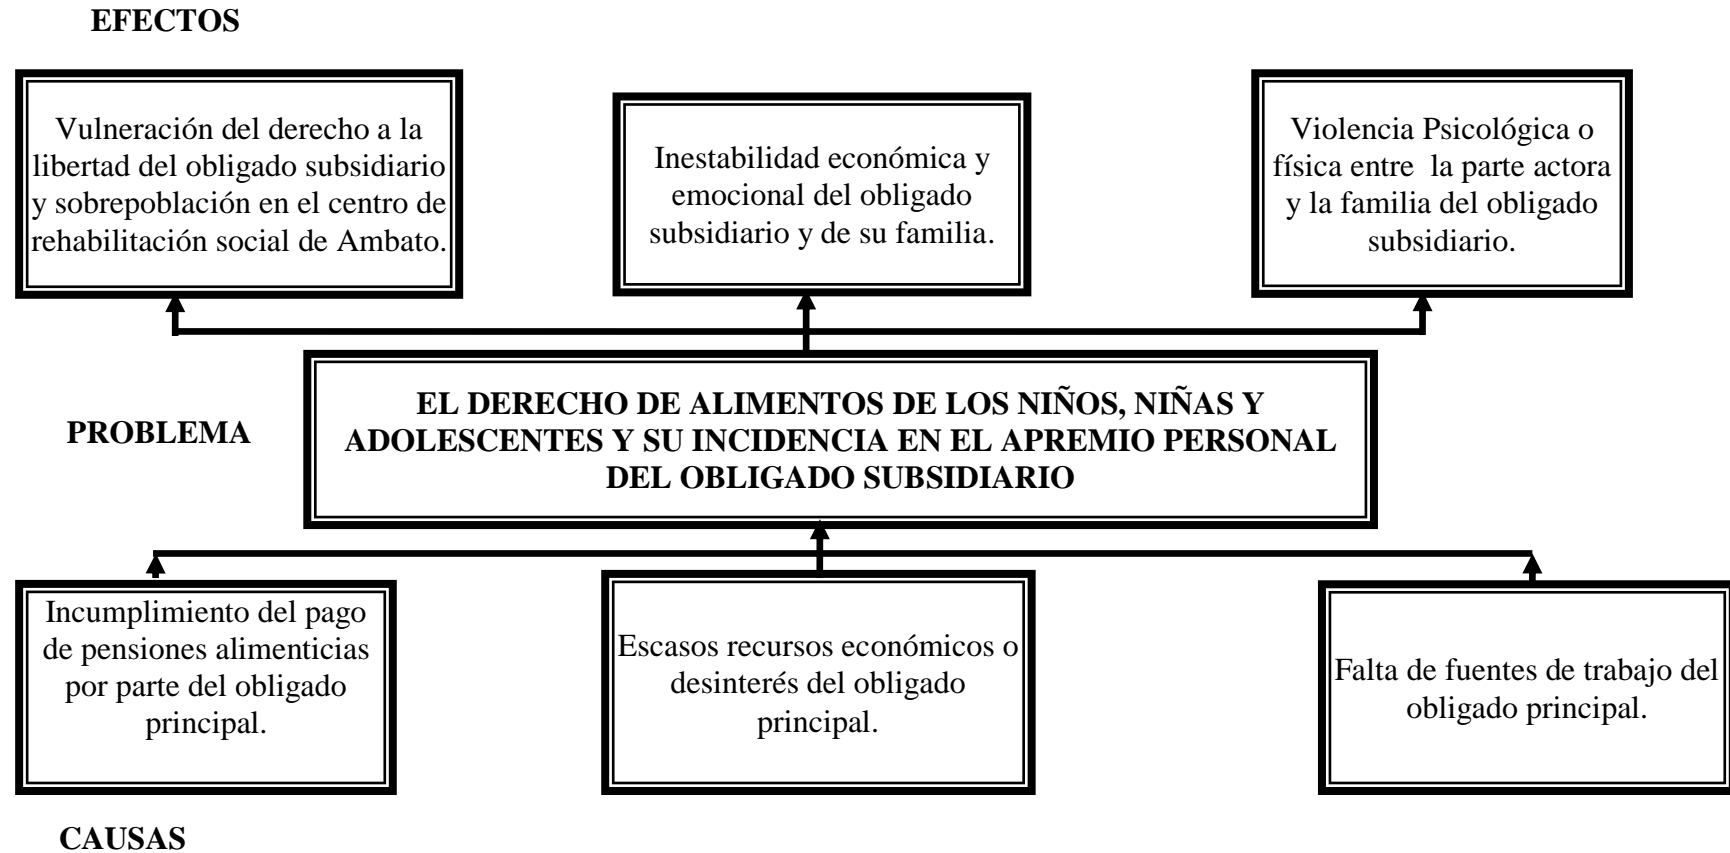 EFECTOS
Vulneración del derecho a la
libertad del obligado subsidiario
y sobrepoblación en el centro de
rehabilitación social de Ambato.
Inestabilidad económica y
emocional del obligado
subsidiario y de su familia.
Violencia Psicológica o
física entre  la parte actora
y la familia del obligado
subsidiario.
PROBLEMA
EL DERECHO DE ALIMENTOS DE LOS NIÑOS, NIÑAS Y
ADOLESCENTES Y SU INCIDENCIA EN EL APREMIO PERSONAL
DEL OBLIGADO SUBSIDIARIO
Incumplimiento del pago
de pensiones alimenticias
por parte del obligado
principal.
Escasos recursos económicos o
desinterés del obligado
principal.
Falta de fuentes de trabajo del
obligado principal.
CAUSAS